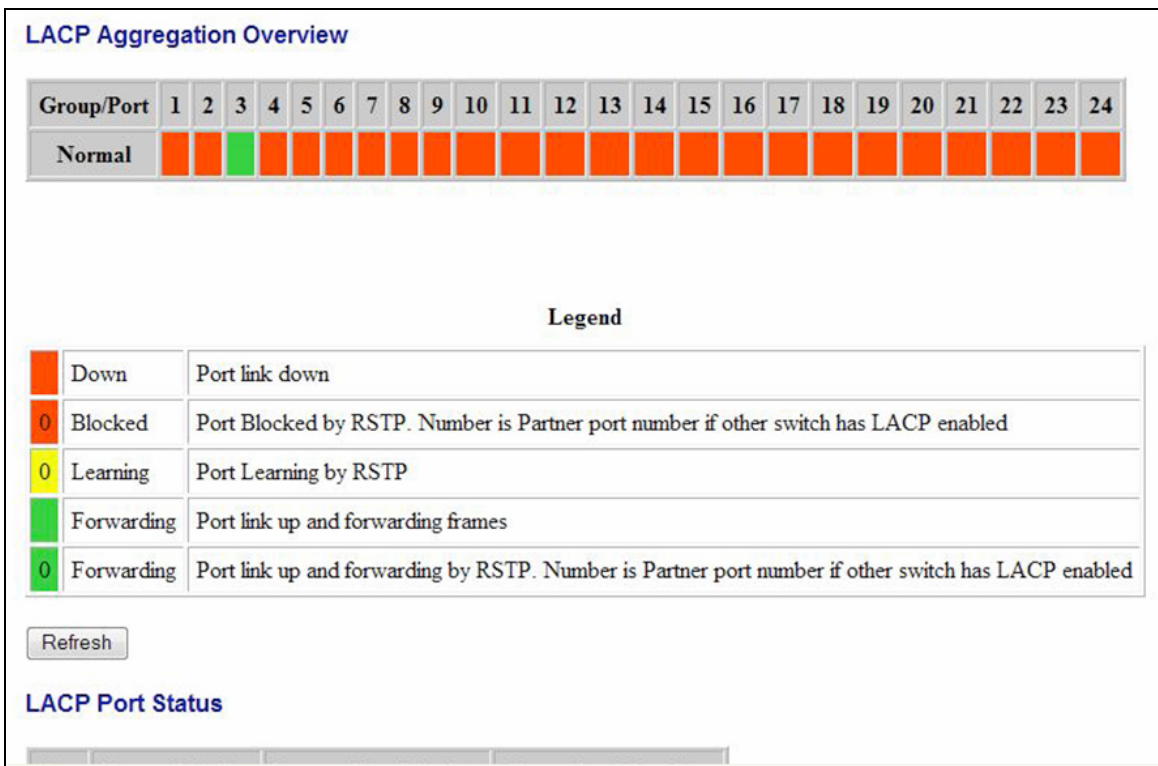 LACP Aggregation Overview
Group/Port 1 2 3 4 5 6 7 8 9 10 11 12 13 14 15 16 17 18 19 20 21 22 23 24
Normal
Legend
Down Port link down
0 Blocked Port Blocked by RSTP. Number is Partner port number if other switch has LACP enabled
0 Learning Port Learning by RSTP
Forwarding Port link up and forwarding frames
0 Forwarding Port link up and forwarding by RSTP. Number is Partner port number if other switch has LACP enabled
Refresh
LACP Port Status